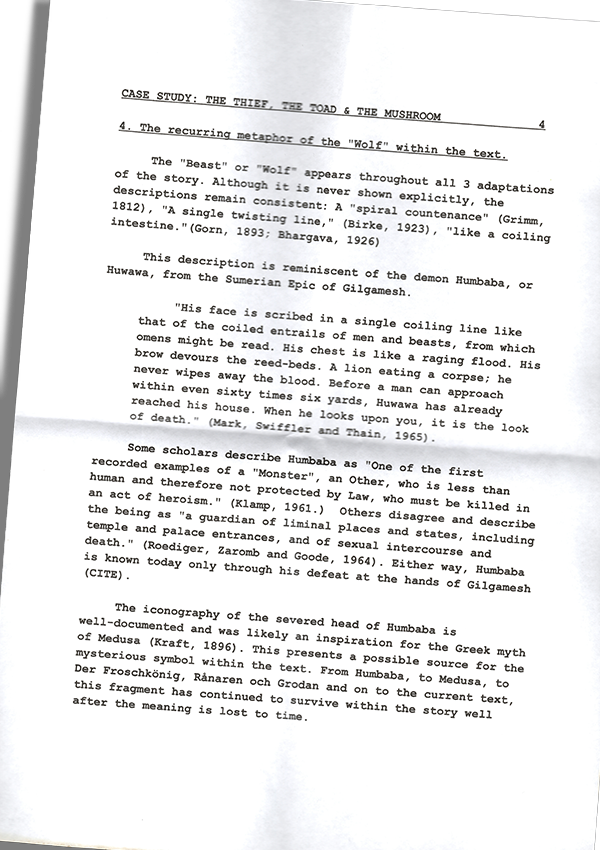 CASE STUDY: THE THIEF, THE TOAD & THE MUSHROOM 4
4. The recurring metaphor of the "Wolf" within the text.
The "Beast" or "Wolf" appears throughout all 3 adaptations
of the story. Although it is never shown explicitly, the
descriptions remain consistent: A "spiral countenance" (Grimm,
1812), "A single twisting line," (Birke, 1923), "like a coiling
intestine."(Gorn, 1893; Bhargava, 1926)
This description is reminiscent of the demon Humbaba, or
Huwawa, from the Sumerian Epic of Gilgamesh.
"His face is scribed in a single coiling line like
that of the coiled entrails of men and beasts, from which
omens might be read. His chest is like a raging flood. His
brow devours the reed-beds. A lion eating a corpse; he
never wipes away the blood. Before a man can approach
within even sixty times six yards, Huwawa has already
reached his house. When he looks upon you, it is the look
of death." (Mark, Swiffler and Thain, 1965).
Some scholars describe Humbaba as "One of the first
recorded examples of a "Monster", an Other, who is less than
human and therefore not protected by Law, who must be killed in
an act of heroism." (Klamp, 1961.) Others disagree and describe
the being as "a guardian of liminal places and states, including
temple and palace entrances, and of sexual intercourse and
death." (Roediger, Zaromb and Goode, 1964). Either way, Humbaba
is known today only through his defeat at the hands of Gilgamesh
(CITE).
The iconography of the severed head of Humbaba is
well-documented and was likely an inspiration for the Greek myth
of Medusa (Kraft, 1896). This presents a possible source for the
mysterious symbol within the text. From Humbaba, to Medusa, to
Der Froschkönig, Rånaren och Grodan and on to the current text,
this fragment has continued to survive within the story well
after the meaning is lost to time.